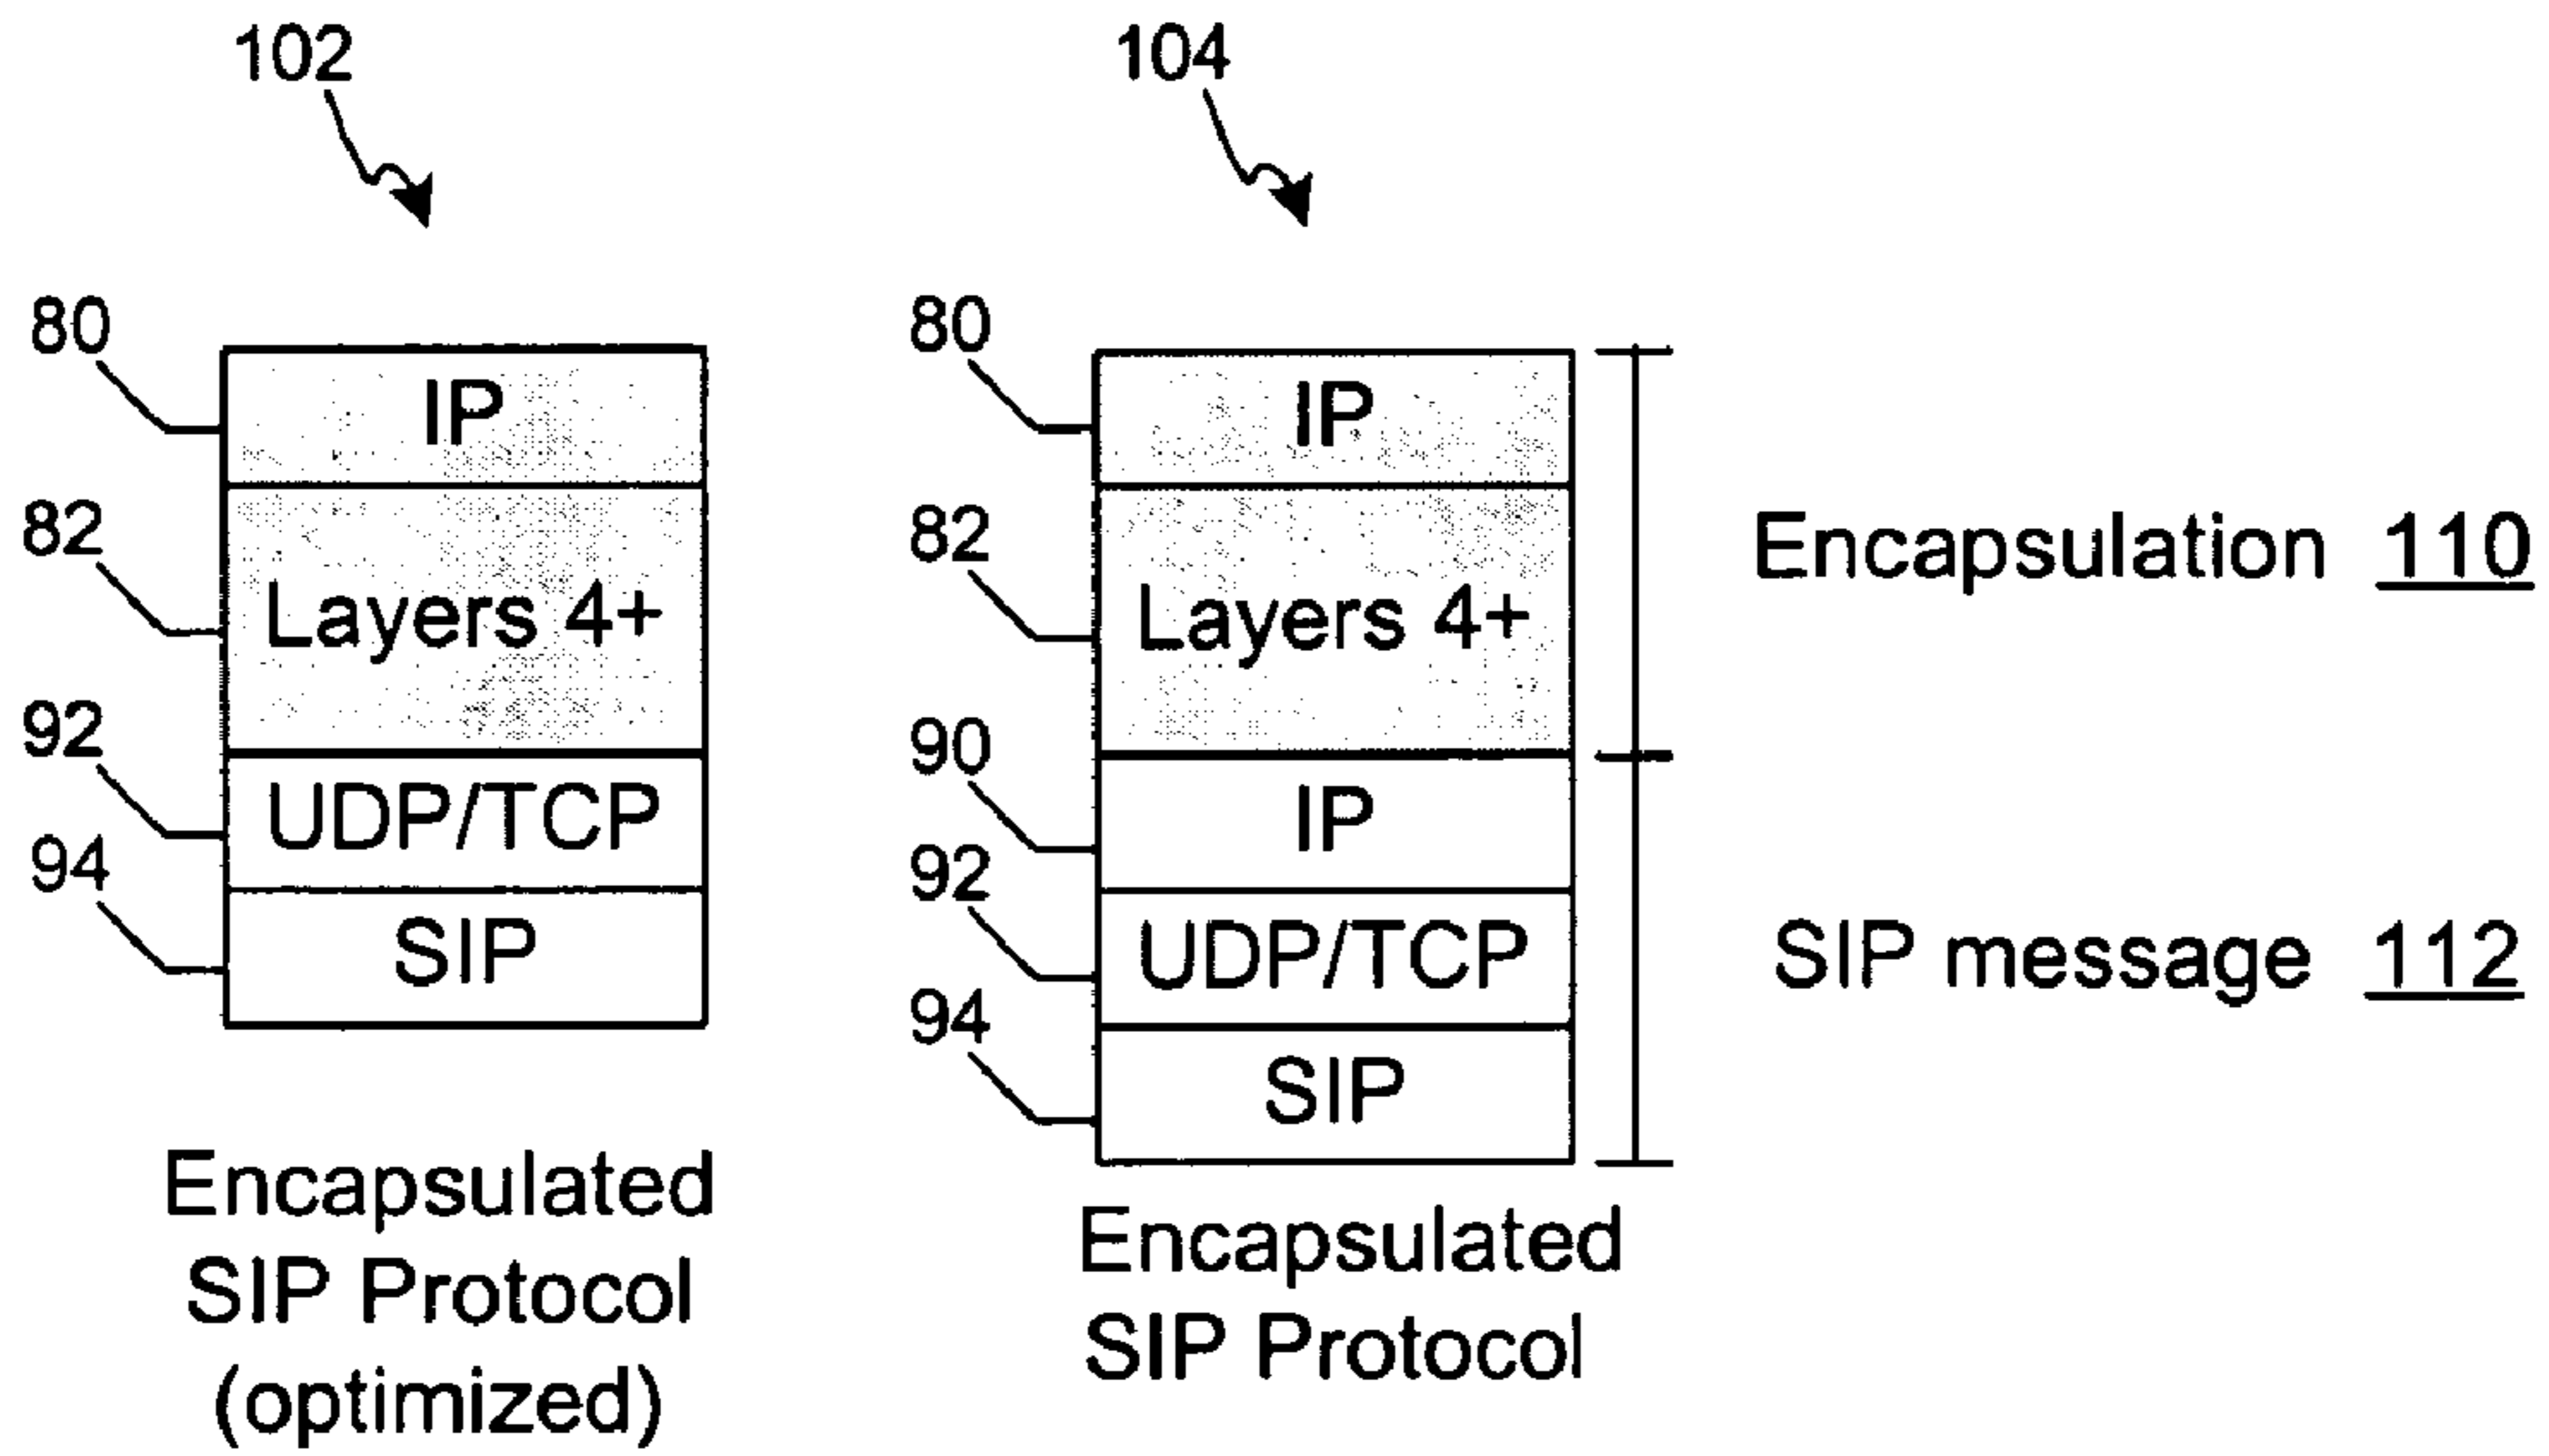 102
80
IP
82
Layers 4+
92
UDP/TCP
94
SIP
Encapsulated
SIP Protocol
(optimized)
104
80
IP
82
Layers 4+
90
IP
92
UDP/TCP
94
SIP
Encapsulated
SIP Protocol
Encapsulation 110
SIP message 112